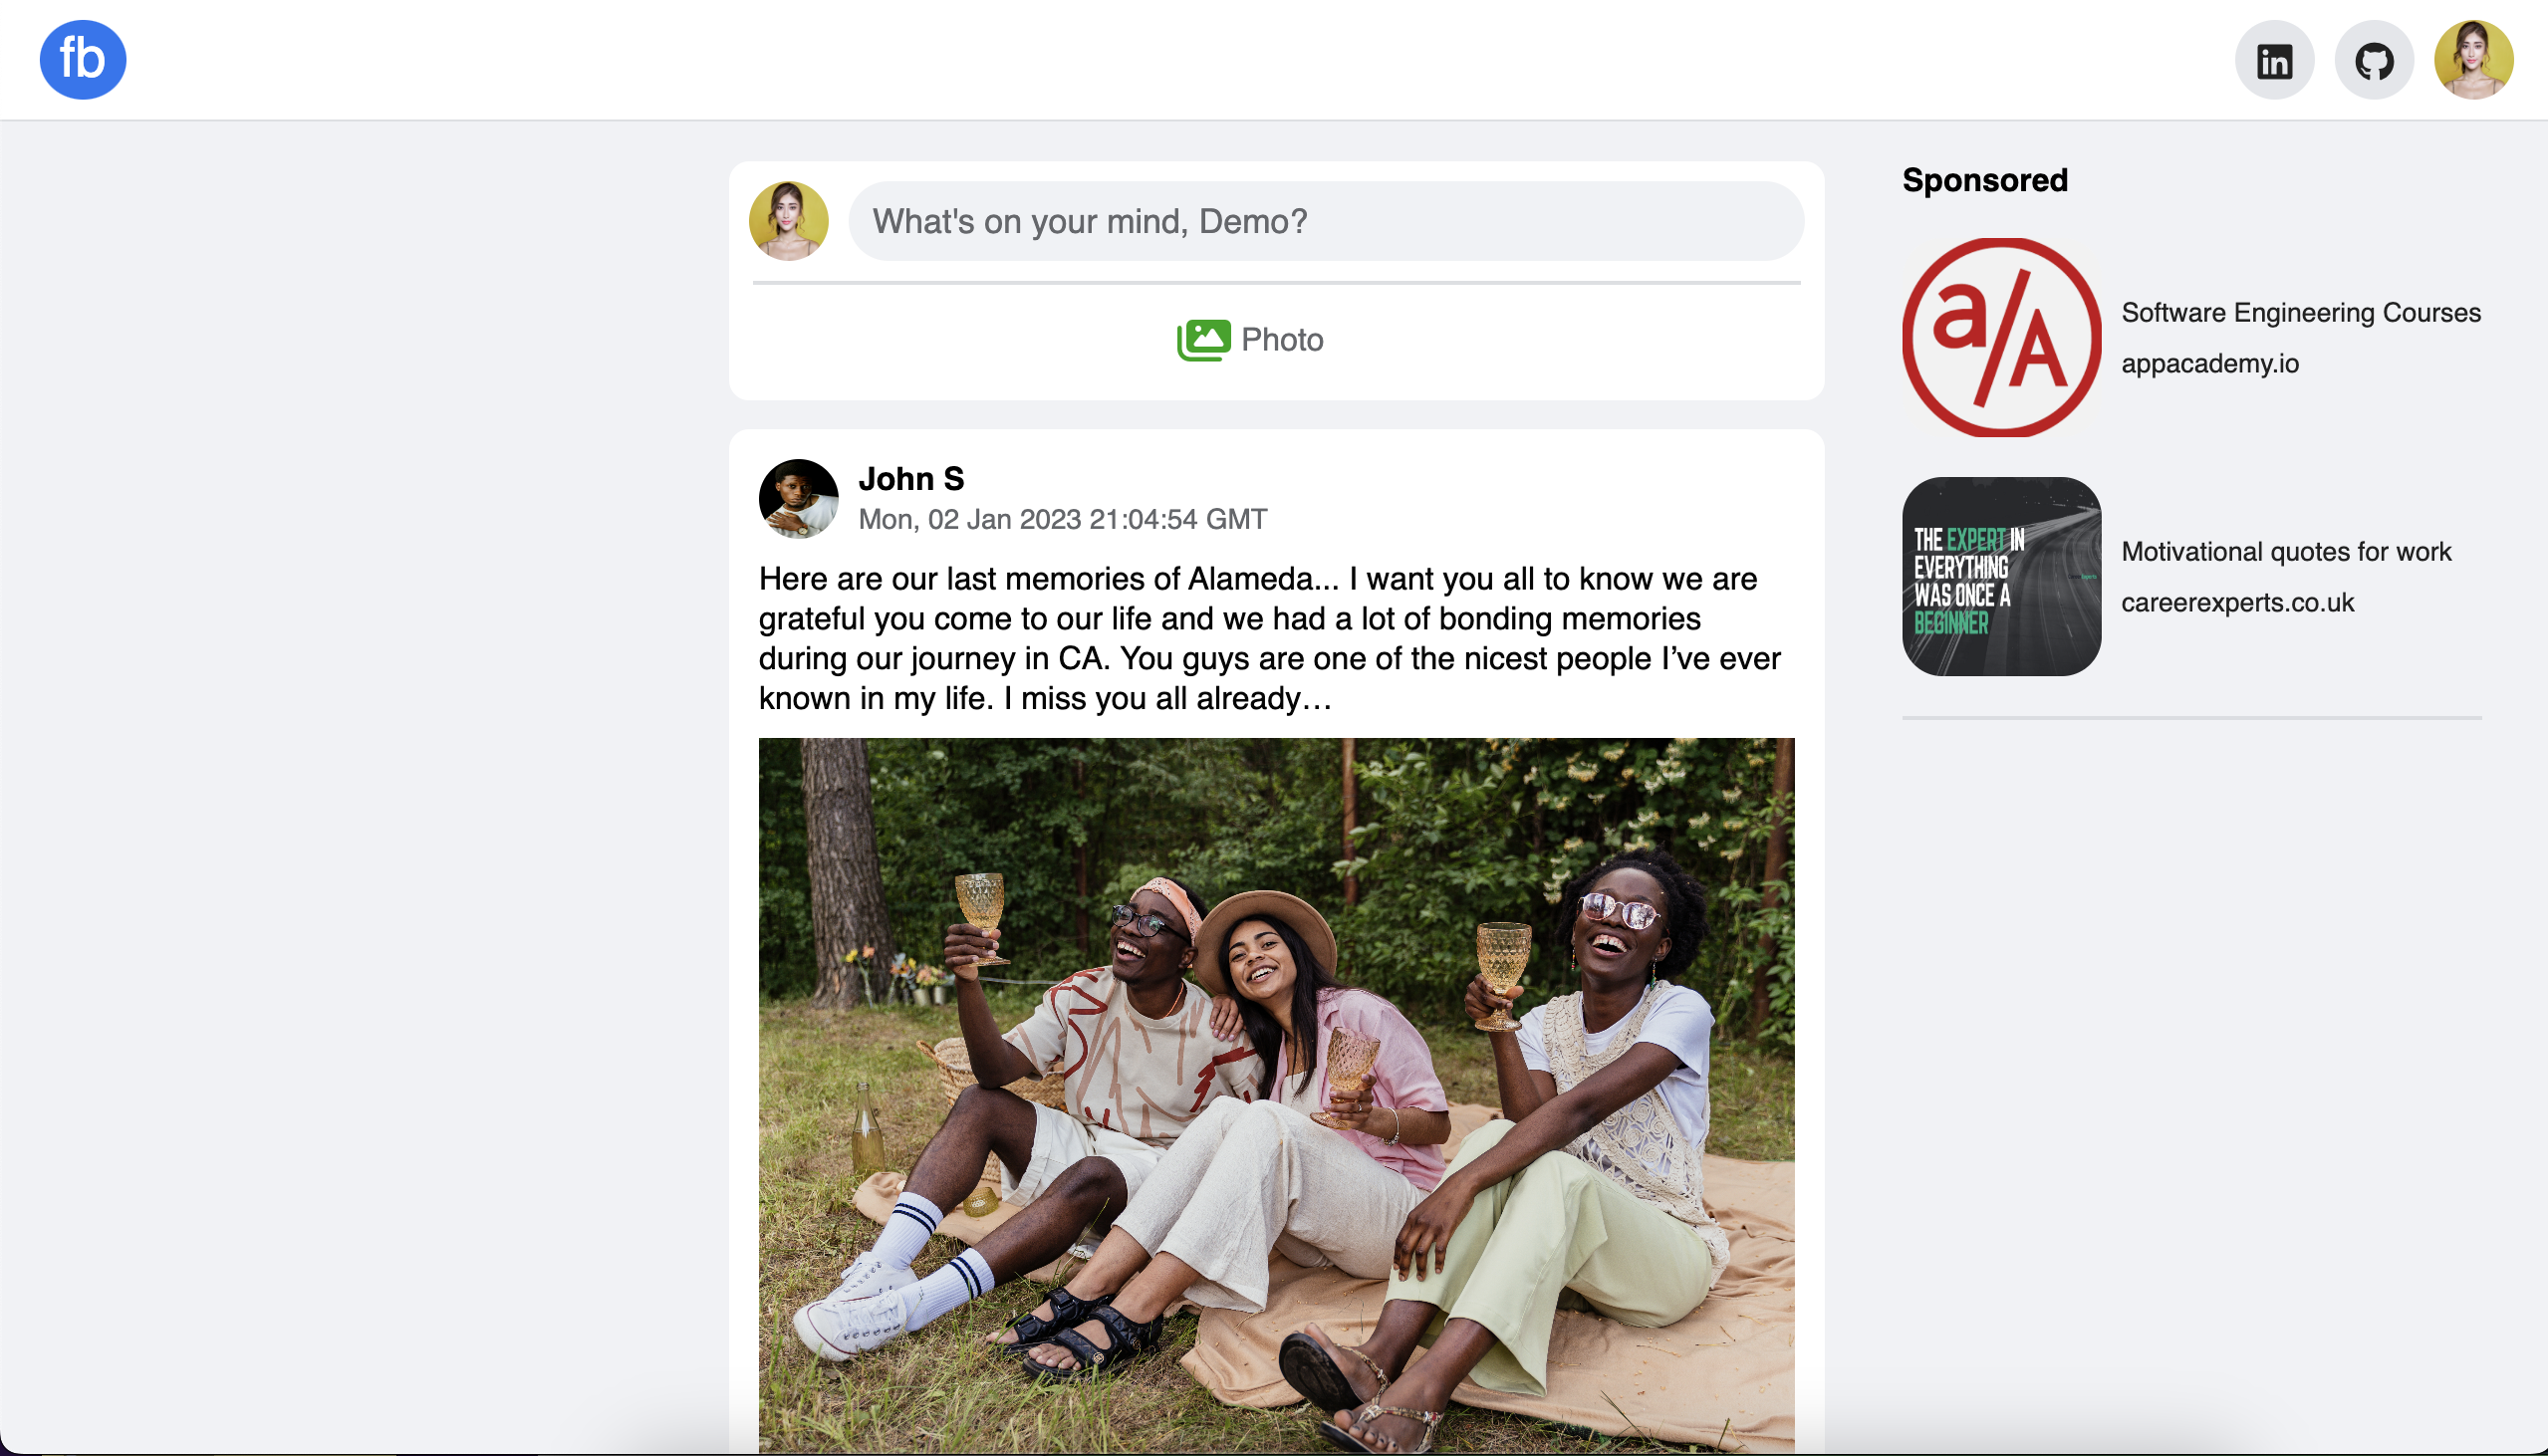 fb
What's on your mind, Demo?
Photo
John S
Mon, 02 Jan 2023 21:04:54 GMT
Here are our last memories of Alameda... I want you all to know we are
grateful you come to our life and we had a lot of bonding memories
during our journey in CA. You guys are one of the nicest people I’ve ever
known in my life. I miss you all already…
Sponsored
a/A
Software Engineering Courses
appacademy.io
THE EXPERT IN
EVERYTHING
WAS ONCE A
BEGINNER
Motivational quotes for work
careerexperts.co.uk